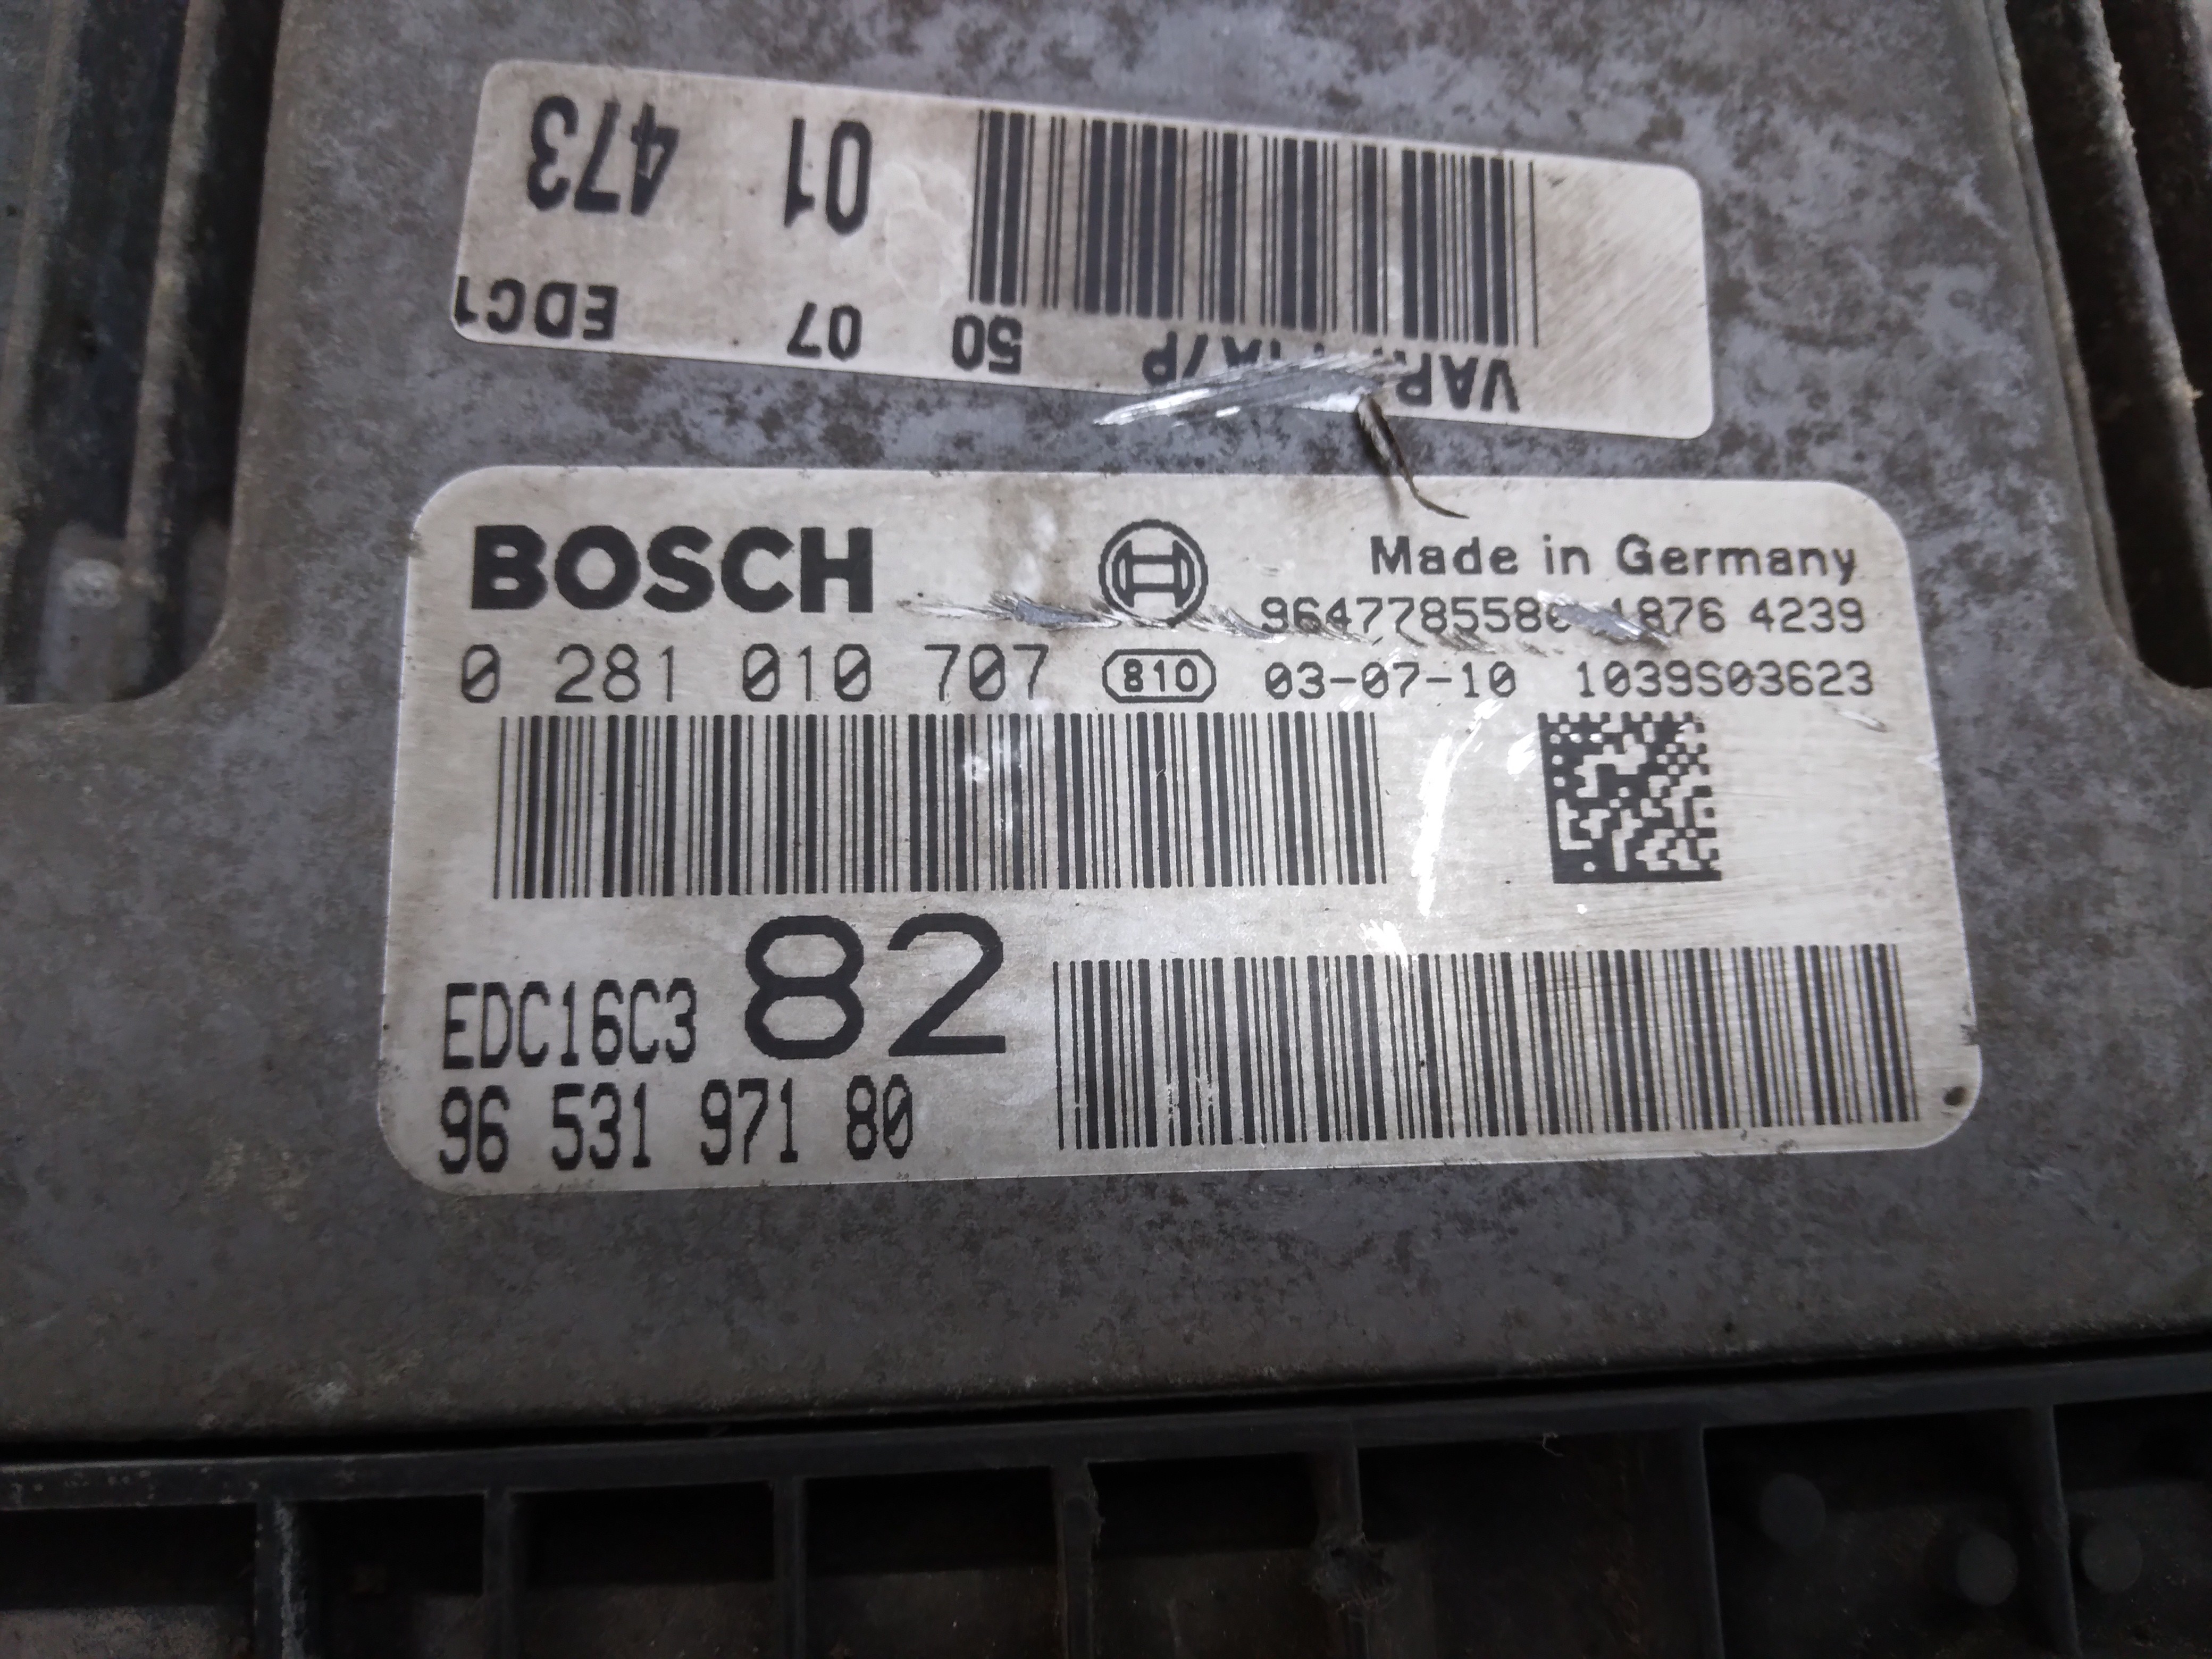 473 01
EDC1 07 50
BOSCH
Made in Germany
4239
0 281 010 707 810 03-07-10 1039S03623
EDC16C3 82
96 531 971 80